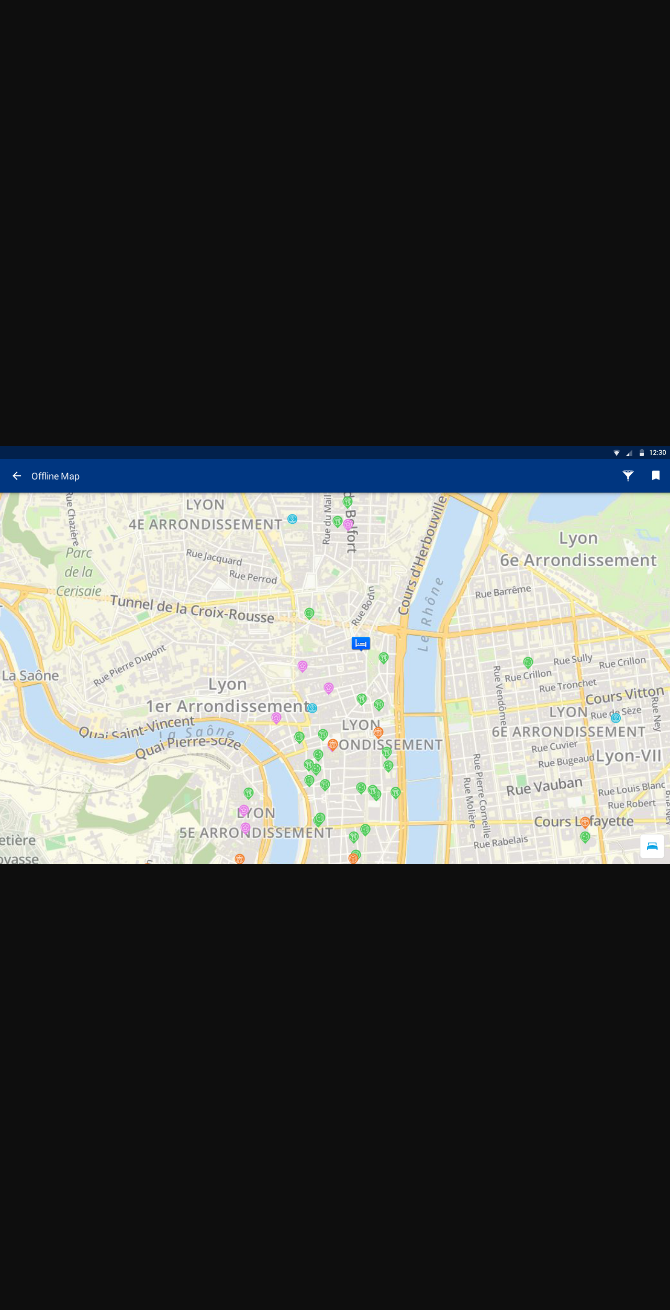 12:30
Offline Map
Rue Chazière
LYON
4E ARRONDISSEMENT
Rue du Mail
Cours d'Herbouville
Lyon
6e Arrondissement
Parc
de la
Cerisaie
Rue Jacquard
Rue Perrod
Le Rhône
Rue Barrême
Tunnel de la Croix-Rousse
Rue Bodin
Rue Pierre Dupont
La Saône
Rue Sully
Rue Crillon
Rue Crillon
Rue Tronchet
Rue Vendôme
Cours Vitton
Lyon
1er Arrondissement
LYON
6E ARRONDISSEMENT
Rue de Sèze
Rue Ney
Quai Saint-Vincent
La Saône
Quai Pierre-Scize
LYON
ONDISSEMENT
Rue Cuvier
Rue Bugeaud
Lyon-VII
Rue Pierre Corneille
Rue Molière
Rue Vauban
Rue Louis Blanc
Rue Robert
LYON
5E ARRONDISSEMENT
Cours Lafayette
Rue Rabelais
etière
oyasse